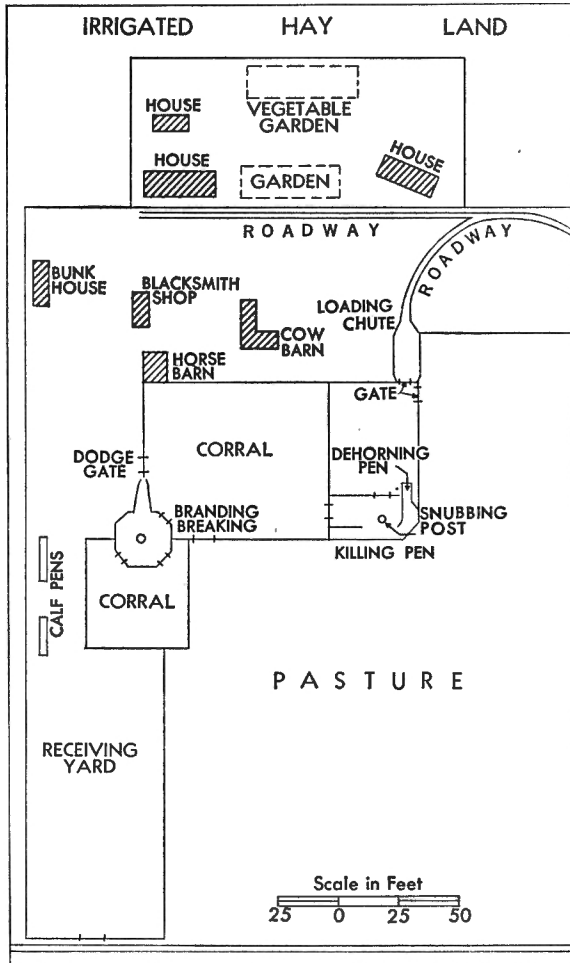 IRRIGATED HAY LAND
HOUSE
VEGETABLE
GARDEN
HOUSE
GARDEN
HOUSE
ROADWAY
ROADWAY
BUNK
HOUSE
BLACKSMITH
SHOP
LOADING
CHUTE
COW
BARN
HORSE
BARN
GATE
CORRAL
DODGE
GATE
DEHORNING
PEN
BRANDING
BREAKING
SNUBBING
POST
KILLING PEN
CALF PENS
CORRAL
PASTURE
RECEIVING
YARD
Scale in Feet
25 0 25 50